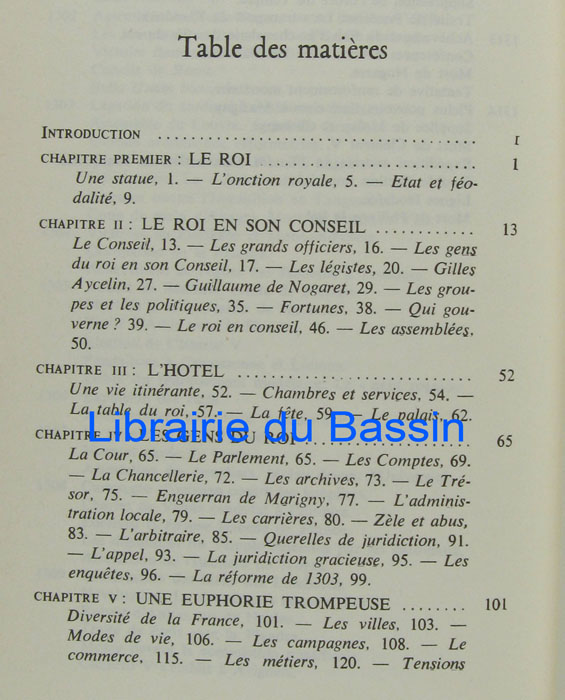 Table des matières
INTRODUCTION ........................................ I
CHAPITRE PREMIER : LE ROI ........................... 1
Une statue, 1. — L'onction royale, 5. — Etat et féo-
dalité, 9.
CHAPITRE II : LE ROI EN SON CONSEIL ............ 13
Le Conseil, 13. — Les grands officiers, 16. — Les gens
du roi en son Conseil, 17. — Les légistes, 20. — Gilles
Aycelin, 27. — Guillaume de Nogaret, 29. — Les grou-
pes et les politiques, 35. — Fortunes, 38. — Qui gou-
verne ? 39. — Le roi en conseil, 46. — Les assemblées,
50.
CHAPITRE III : L'HOTEL ............................. 52
Une vie itinérante, 52. — Chambres et services, 54. —
La table du roi, 57. — La fête, 59. — Le palais, 62.
Librairie du Bassin
CHAPITRE IV : LES GENS DU ROI .................... 65
La Cour, 65. — Le Parlement, 65. — Les Comptes, 69.
— La Chancellerie, 72. — Les archives, 73. — Le Tré-
sor, 75. — Enguerran de Marigny, 77. — L'adminis-
tration locale, 79. — Les carrières, 80. — Zèle et abus,
83. — L'arbitraire, 85. — Querelles de juridiction, 91.
— L'appel, 93. — La juridiction gracieuse, 95. — Les
enquêtes, 96. — La réforme de 1303, 99.
CHAPITRE V : UNE EUPHORIE TROMPEUSE ........ 101
Diversité de la France, 101. — Les villes, 103. —
Modes de vie, 106. — Les campagnes, 108. — Le
commerce, 115. — Les métiers, 120. — Tensions